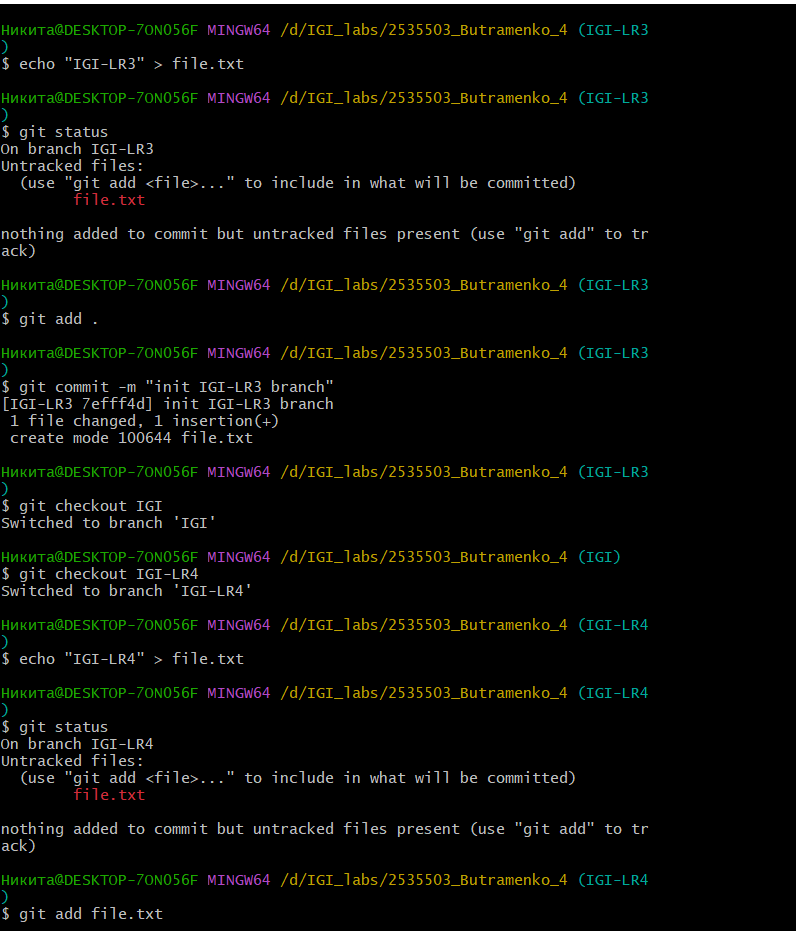 Никита@DESKTOP-7ONO56F MINGW64 /d/IGI_labs/2535503_Butramenko_4 (IGI-LR3
)
$ echo "IGI-LR3" > file.txt
Никита@DESKTOP-7ONO56F MINGW64 /d/IGI_labs/2535503_Butramenko_4 (IGI-LR3
)
$ git status
On branch IGI-LR3
Untracked files:
  (use "git add <file>..." to include in what will be committed)
        file.txt
nothing added to commit but untracked files present (use "git add" to tr
ack)
Никита@DESKTOP-7ONO56F MINGW64 /d/IGI_labs/2535503_Butramenko_4 (IGI-LR3
)
$ git add .
Никита@DESKTOP-7ONO56F MINGW64 /d/IGI_labs/2535503_Butramenko_4 (IGI-LR3
)
$ git commit -m "init IGI-LR3 branch"
[IGI-LR3 7efff4d] init IGI-LR3 branch
 1 file changed, 1 insertion(+)
 create mode 100644 file.txt
Никита@DESKTOP-7ONO56F MINGW64 /d/IGI_labs/2535503_Butramenko_4 (IGI-LR3
)
$ git checkout IGI
Switched to branch 'IGI'
Никита@DESKTOP-7ONO56F MINGW64 /d/IGI_labs/2535503_Butramenko_4 (IGI)
$ git checkout IGI-LR4
Switched to branch 'IGI-LR4'
Никита@DESKTOP-7ONO56F MINGW64 /d/IGI_labs/2535503_Butramenko_4 (IGI-LR4
)
$ echo "IGI-LR4" > file.txt
Никита@DESKTOP-7ONO56F MINGW64 /d/IGI_labs/2535503_Butramenko_4 (IGI-LR4
)
$ git status
On branch IGI-LR4
Untracked files:
  (use "git add <file>..." to include in what will be committed)
        file.txt
nothing added to commit but untracked files present (use "git add" to tr
ack)
Никита@DESKTOP-7ONO56F MINGW64 /d/IGI_labs/2535503_Butramenko_4 (IGI-LR4
)
$ git add file.txt